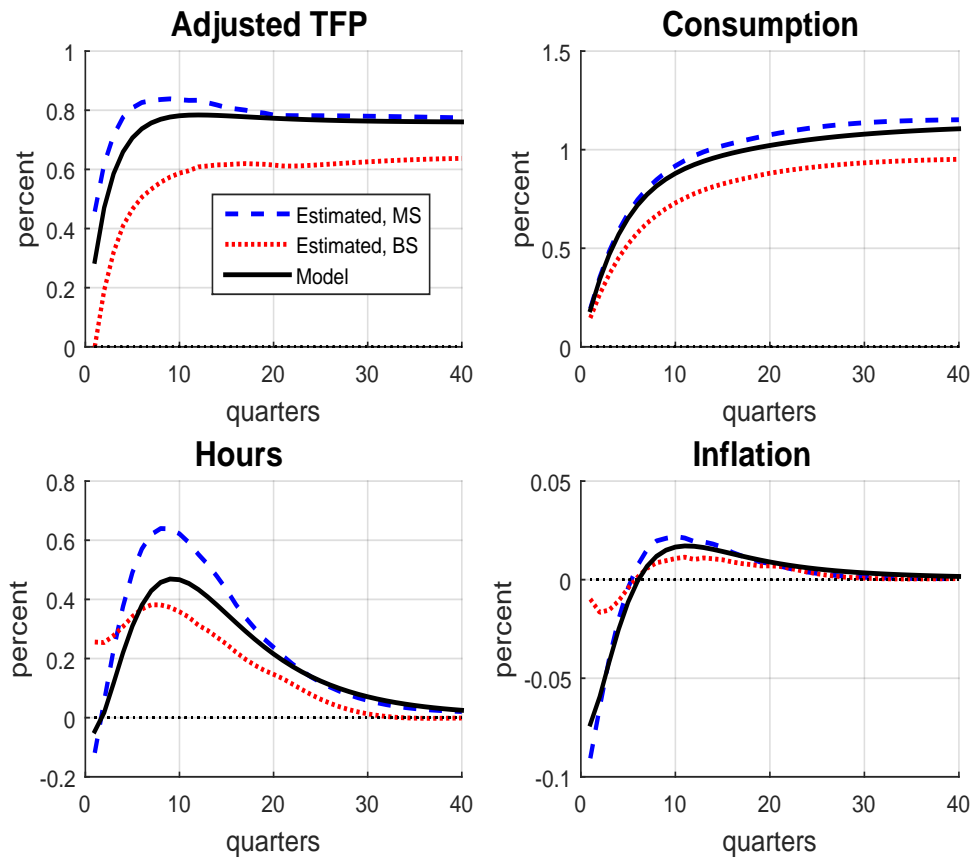 Adjusted TFP
1
0.8
0.6
0.4
0.2
0
percent
0 10 20 30 40
quarters
Estimated, MS
Estimated, BS
Model
Consumption
1.5
1
0.5
0
percent
0 10 20 30 40
quarters
Hours
0.8
0.6
0.4
0.2
0
-0.2
percent
0 10 20 30 40
quarters
Inflation
0.05
0
-0.05
-0.1
percent
0 10 20 30 40
quarters